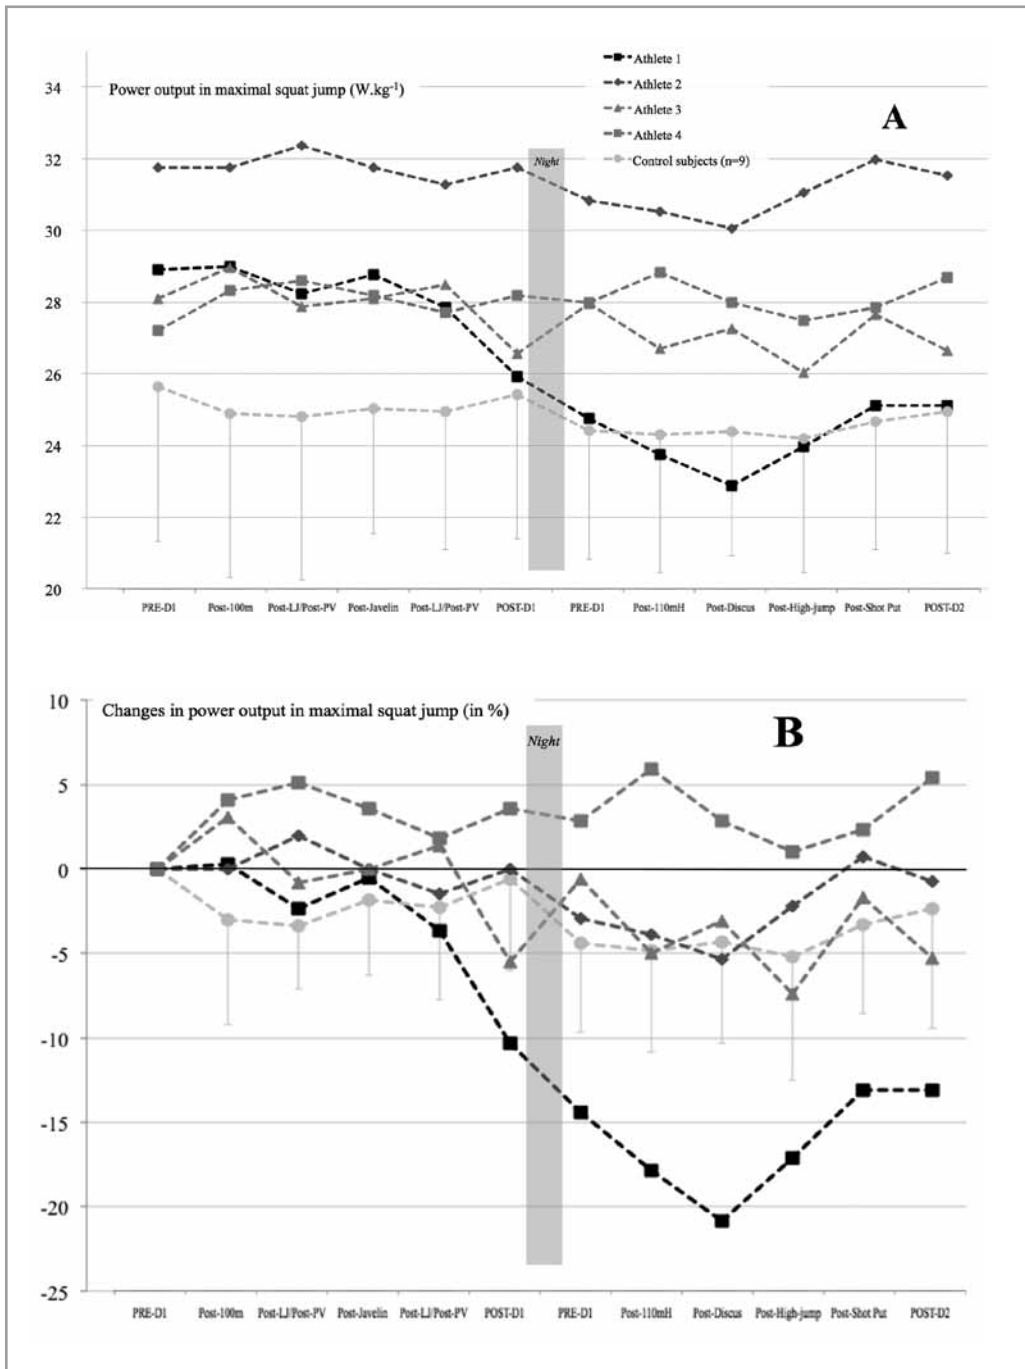 Athlete 1
34
Power output in maximal squat jump (W.kg-1)
Athlete 2
A
Athlete 3
Athlete 4
32
Night
Control subjects (n=9)
30
28
26
24
22
20
PRE-D1 Post-100m Post-LJ/Post-PV Post-Javelin Post-LJ/Post-PV POST-D1 PRE-D1 Post-110mH Post-Discus Post-High-jump Post-Shot Put POST-D2
10
Changes in power output in maximal squat jump (in %)
B
Night
5
0
-5
-10
-15
-20
-25
PRE-D1 Post-100m Post-LJ/Post-PV Post-Javelin Post-LJ/Post-PV POST-D1 PRE-D1 Post-110mH Post-Discus Post-High-jump Post-Shot Put POST-D2